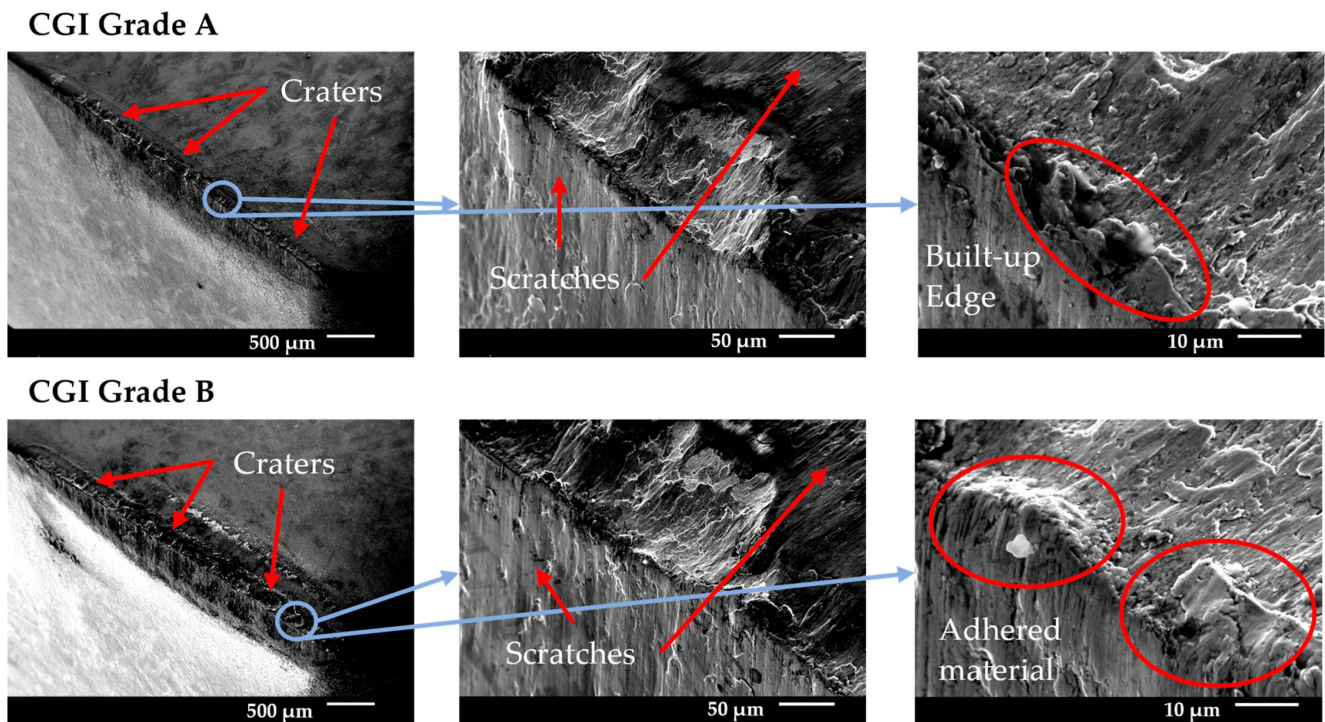 CGI Grade A
Craters
500 µm
Scratches
50 µm
Built-up
Edge
10 µm
CGI Grade B
Craters
500 µm
Scratches
50 µm
Adhered
material
10 µm